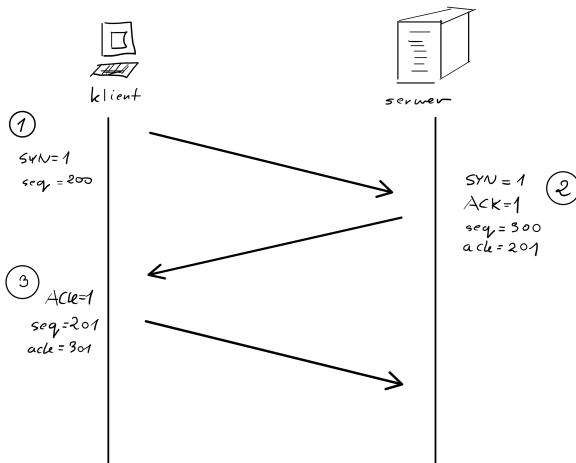 klient
serwer
1
SYN=1
seq=200
2
SYN=1
ACK=1
seq=300
ack=201
3
ACK=1
seq=201
ack=301